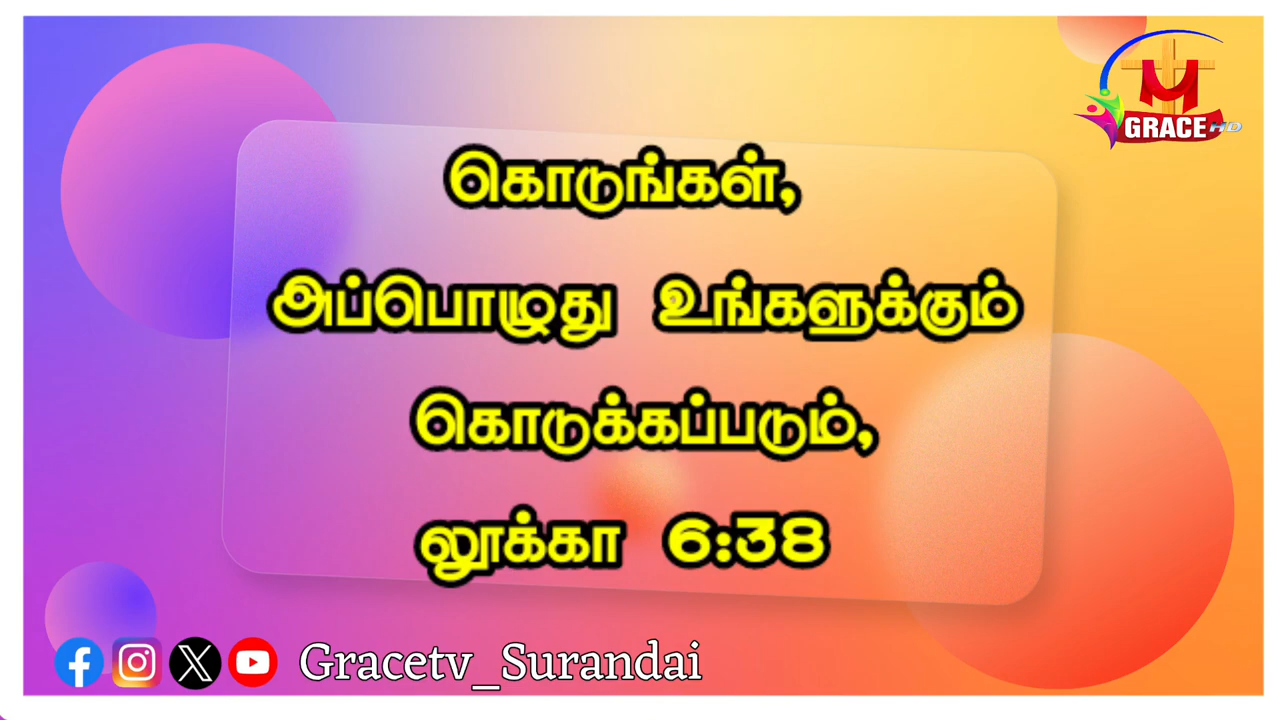 M
GRACE HD
கொடுங்கள்,
அப்பொழுது உங்களுக்கும்
கொடுக்கப்படும்,
லூக்கா 6:38
Gracetv_Surandai